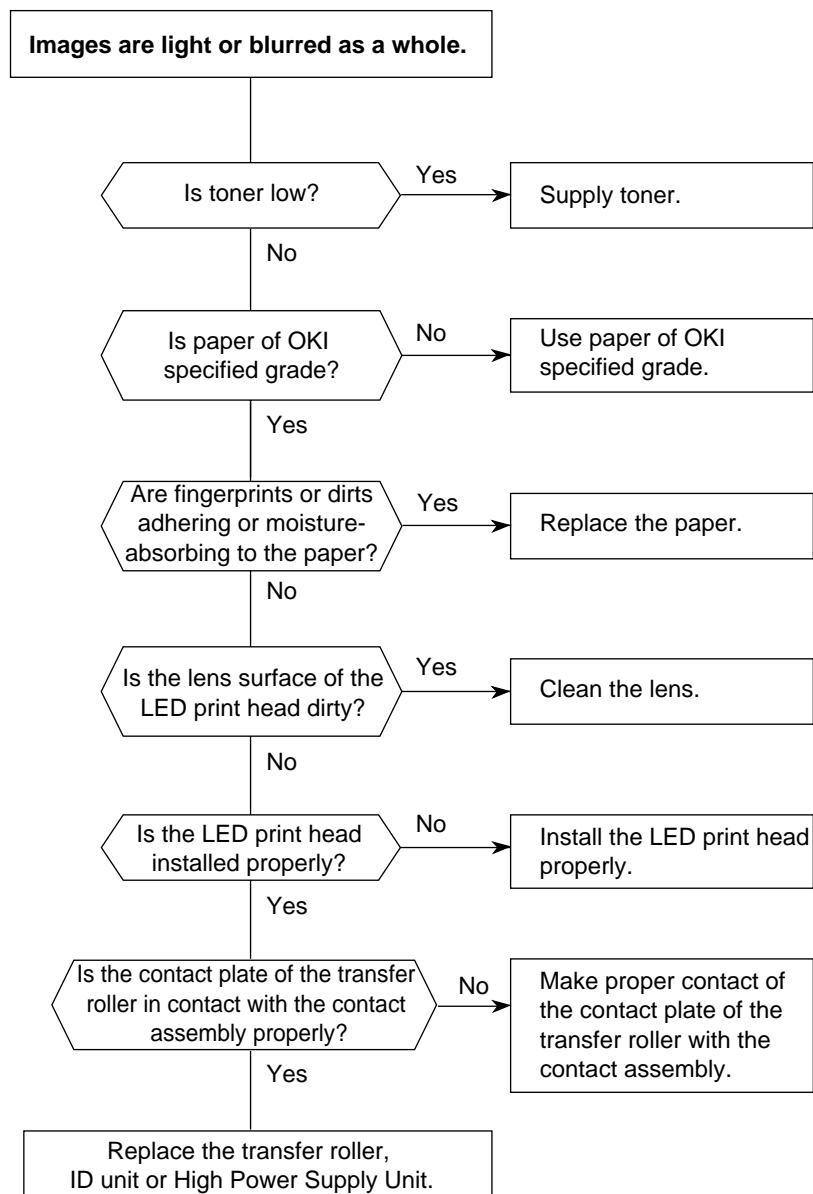 Images are light or blurred as a whole.
Is toner low?
Yes
Supply toner.
No
Is paper of OKI
specified grade?
No
Use paper of OKI
specified grade.
Yes
Are fingerprints or dirts
adhering or moisture-
absorbing to the paper?
Yes
Replace the paper.
No
Is the lens surface of the
LED print head dirty?
Yes
Clean the lens.
No
Is the LED print head
installed properly?
No
Install the LED print head
properly.
Yes
Is the contact plate of the transfer
roller in contact with the contact
assembly properly?
No
Make proper contact of
the contact plate of the
transfer roller with the
contact assembly.
Yes
Replace the transfer roller,
ID unit or High Power Supply Unit.